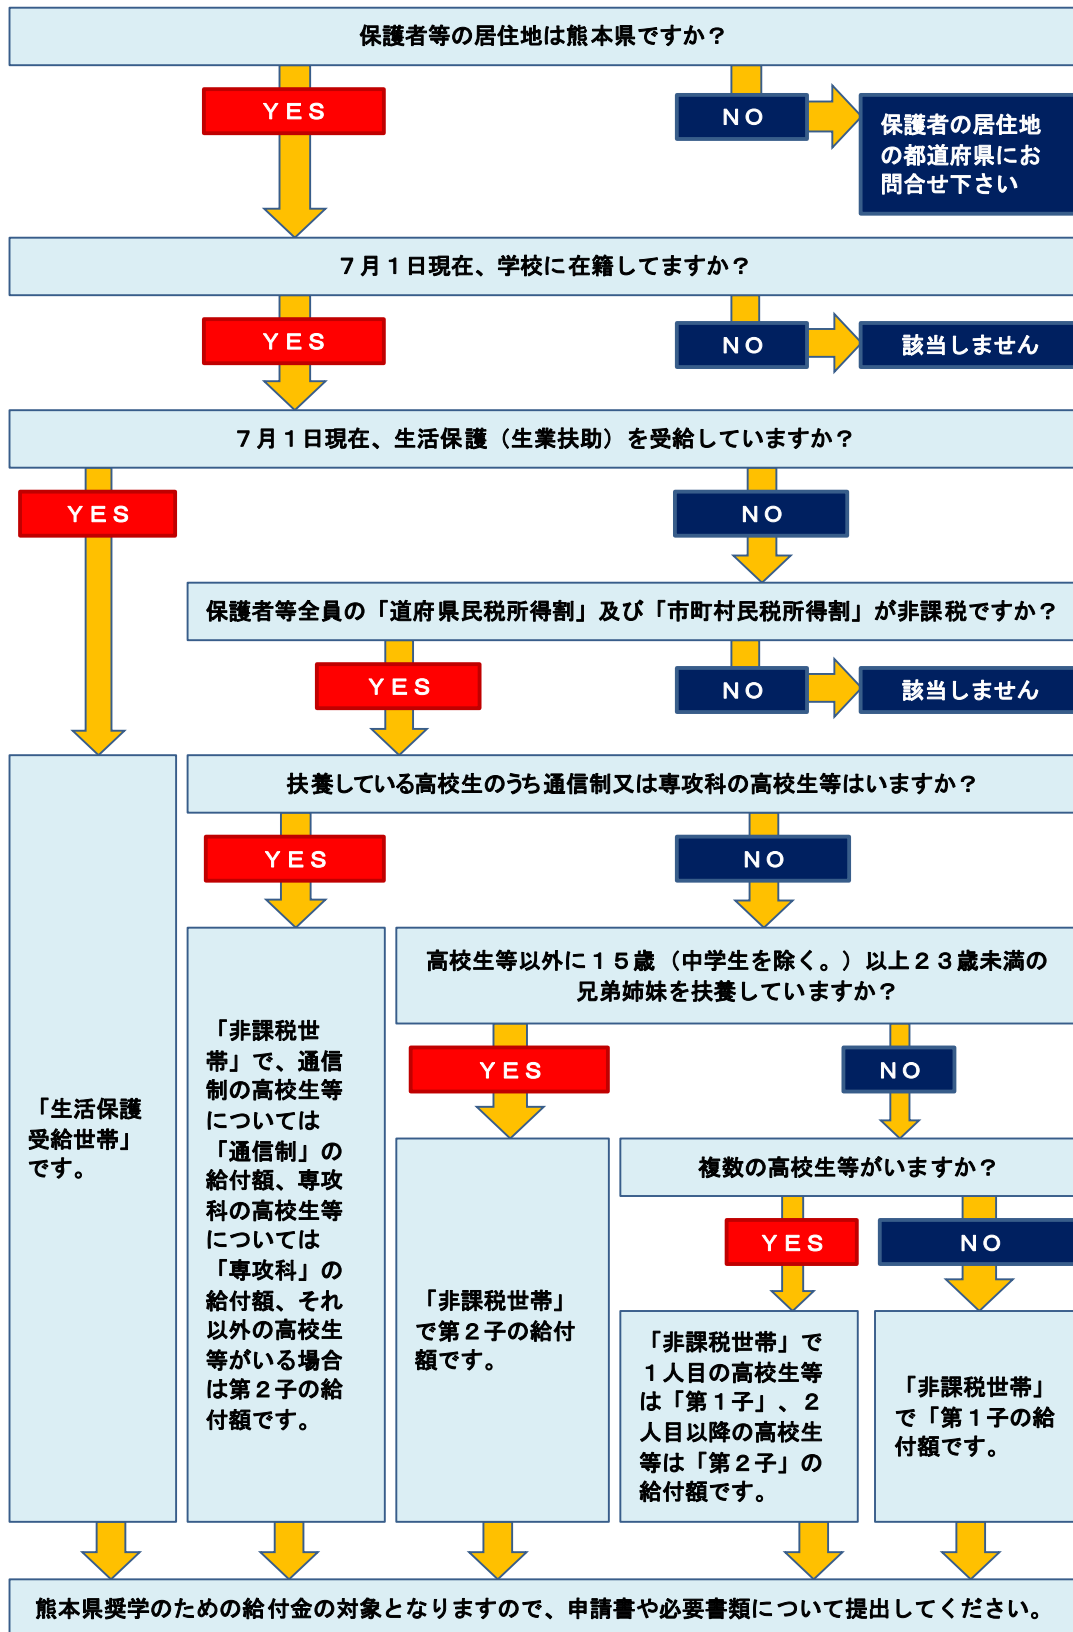 保護者等の居住地は熊本県ですか？
ＹＥＳ
ＮＯ
保護者の居住地
の都道府県にお
問合せ下さい
７月１日現在、学校に在籍してますか？
ＹＥＳ
ＮＯ
該当しません
７月１日現在、生活保護（生業扶助）を受給していますか？
ＹＥＳ
ＮＯ
保護者等全員の「道府県民税所得割」及び「市町村民税所得割」が非課税ですか？
ＹＥＳ
ＮＯ
該当しません
扶養している高校生のうち通信制又は専攻科の高校生等はいますか？
ＹＥＳ
ＮＯ
高校生等以外に１５歳（中学生を除く。）以上２３歳未満の
兄弟姉妹を扶養していますか？
ＹＥＳ
ＮＯ
複数の高校生等がいますか？
ＹＥＳ
ＮＯ
「生活保護
受給世帯」
です。
「非課税世
帯」で、通信
制の高校生等
については
「通信制」の
給付額、専攻
科の高校生等
については
「専攻科」の
給付額、それ
以外の高校生
等がいる場合
は第２子の給
付額です。
「非課税世帯」
で第２子の給付
額です。
「非課税世帯」で
１人目の高校生等
は「第１子」、２
人目以降の高校生
等は「第２子」の
給付額です。
「非課税世帯」
で「第１子の給
付額です。
熊本県奨学のための給付金の対象となりますので、申請書や必要書類について提出してください。